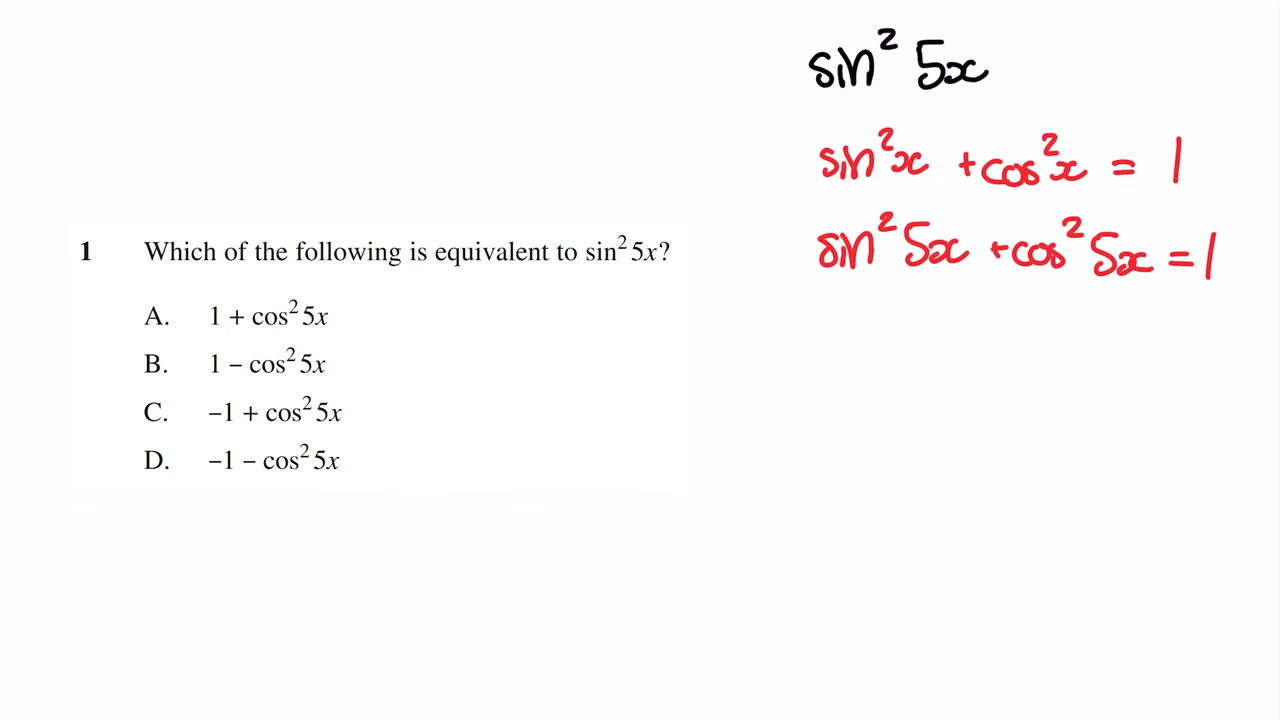 sin² 5x
sin²x + cos²x = 1
sin² 5x + cos² 5x = 1
1 Which of the following is equivalent to sin² 5x?
A. 1 + cos² 5x
B. 1 – cos² 5x
C. –1 + cos² 5x
D. –1 – cos² 5x